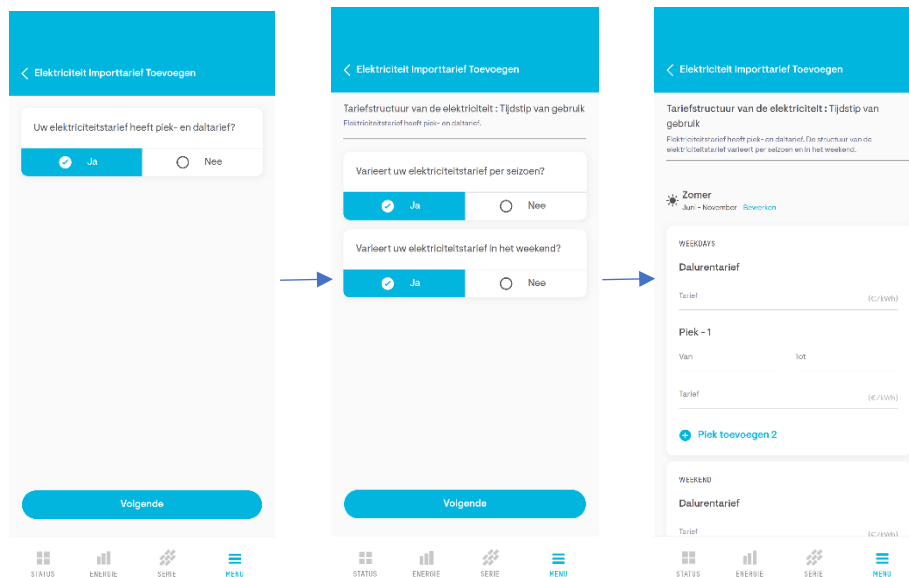 Elektriciteit Importtarief Toevoegen
Uw elektriciteitstarief heeft piek- en daltarief?
Ja
Nee
Volgende
STATUS
ENERGIE
SERIE
MENU
Elektriciteit Importtarief Toevoegen
Tariefstructuur van de elektriciteit : Tijdstip van gebruik
Elektriciteitstarief heeft piek- en daltarief.
Varieert uw elektriciteitstarief per seizoen?
Ja
Nee
Varieert uw elektriciteitstarief in het weekend?
Ja
Nee
Volgende
STATUS
ENERGIE
SERIE
MENU
Elektriciteit Importtarief Toevoegen
Tariefstructuur van de elektriciteit : Tijdstip van
gebruik
Elektriciteitstarief heeft piek- en daltarief. De structuur van de
elektriciteitstarief varieert per seizoen en in het weekend.
Zomer
Juni - November Bewerken
WEEKDAYS
Dalurentarief
Tarief
(€/kWh)
Piek - 1
Van
Tot
Tarief
(€/kWh)
Piek toevoegen 2
WEEKEND
Dalurentarief
Tarief
(€/kWh)
STATUS
ENERGIE
SERIE
MENU